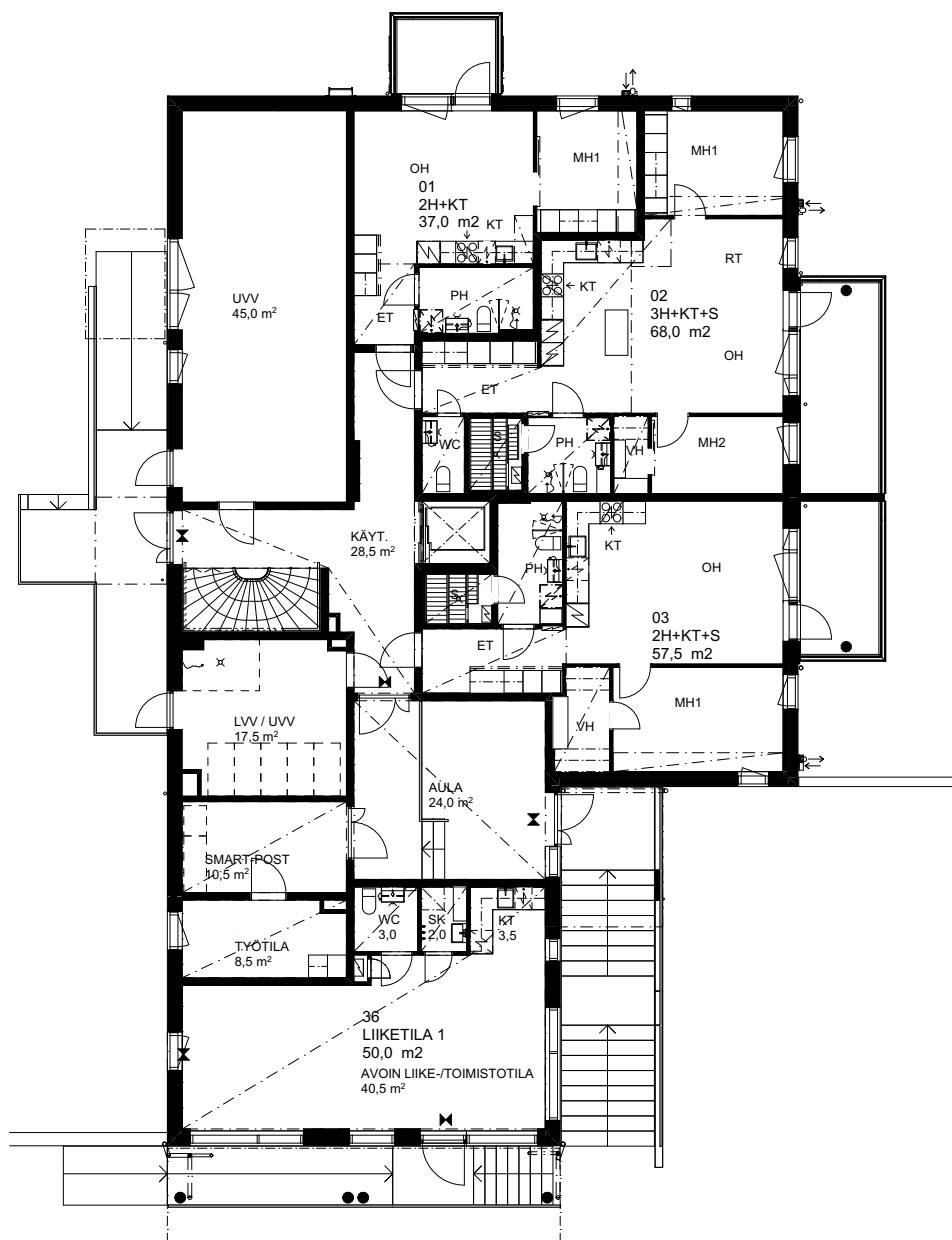 OH
01
2H+KT
37,0 m2
KT
MH1
MH1
UVV
45,0 m²
PH
ET
RT
KT
02
3H+KT+S
68,0 m2
OH
ET
WC
S
PH
VH
MH2
KÄYT.
28,5 m²
KT
PH
OH
S
03
2H+KT+S
57,5 m2
ET
MH1
VH
LVV / UVV
17,5 m²
AULA
24,0 m²
SMART-POST
10,5 m²
WC
3,0
SK
2,0
KT
3,5
TYÖTILA
8,5 m²
36
LIIKETILA 1
50,0 m2
AVOIN LIIKE-/TOIMISTOTILA
40,5 m²